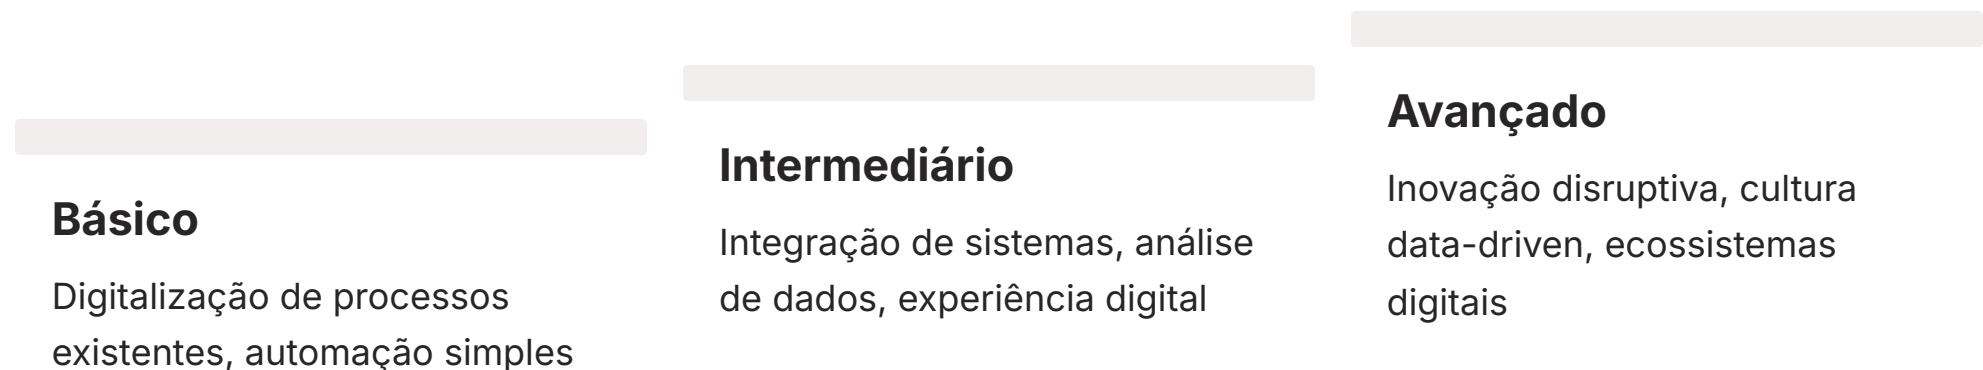 Básico
Digitalização de processos
existentes, automação simples
Intermediário
Integração de sistemas, análise
de dados, experiência digital
Avançado
Inovação disruptiva, cultura
data-driven, ecossistemas
digitais